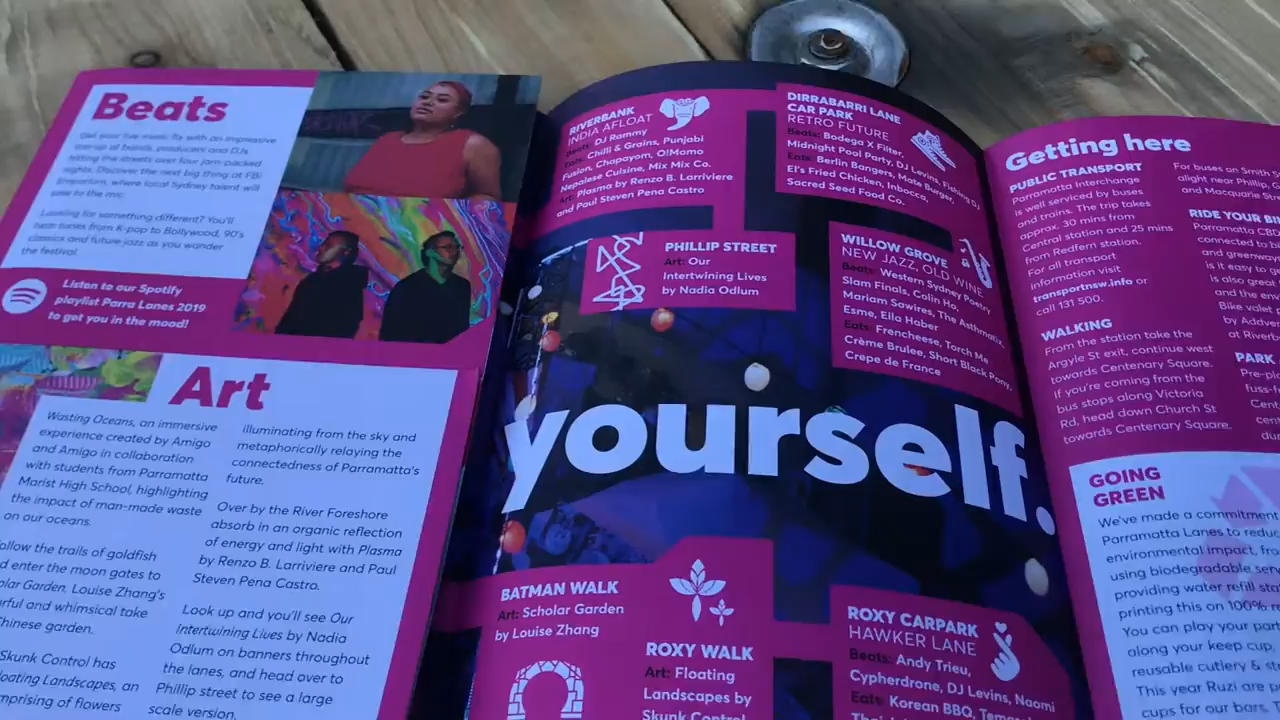 Beats
Get your live music fix with an impressive
line-up of bands, producers and DJs
hitting the streets over four jam-packed
nights. Discover the next big thing at FBi
Emporium, where local Sydney talent will
take to the mic.
Looking for something different? You'll
hear tunes from K-pop to Bollywood, 90's
classics and future jazz as you wander
the festival.
Listen to our Spotify
playlist Parra Lanes 2019
to get you in the mood!
Art
Wasting Oceans, an immersive
experience created by Amigo
and Amigo in collaboration
with students from Parramatta
Marist High School, highlighting
the impact of man-made waste
on our oceans.
ollow the trails of goldfish
d enter the moon gates to
olar Garden. Louise Zhang's
rful and whimsical take
Chinese garden.
Skunk Control has
loating Landscapes, an
mprising of flowers
illuminating from the sky and
metaphorically relaying the
connectedness of Parramatta's
future.
Over by the River Foreshore
absorb in an organic reflection
of energy and light with Plasma
by Renzo B. Larriviere and Paul
Steven Pena Castro.
Look up and you'll see Our
Intertwining Lives by Nadia
Odlum on banners throughout
the lanes, and head over to
Phillip street to see a large
scale version.
RIVERBANK
INDIA AFLOAT
Beats: DJ Rammy
Eats: Chilli & Grains, Punjabi
Fusion, Chapayom, O!Momo
Nepalese Cuisine, Mix Mix Co.
Art: Plasma by Renzo B. Larriviere
and Paul Steven Pena Castro
DIRRABARRI LANE
CAR PARK
RETRO FUTURE
Beats: Bodega X Filter,
Midnight Pool Party, DJ Levins, Fishing DJ
Eats: Berlin Bangers, Mate Burger,
El's Fried Chicken, Inbocca,
Sacred Seed Food Co.
PHILLIP STREET
Art: Our
Intertwining Lives
by Nadia Odlum
WILLOW GROVE
NEW JAZZ, OLD WINE
Beats: Western Sydney Poetry
Slam Finals, Colin Ho,
Mariam Sawires, The Asthmatix,
Esme, Ella Haber
Eats: Frencheese, Torch Me
Crème Brulee, Short Black Pony,
Crepe de France
yourself.
BATMAN WALK
Art: Scholar Garden
by Louise Zhang
ROXY WALK
Art: Floating
Landscapes by
Skunk Control
ROXY CARPARK
HAWKER LANE
Beats: Andy Trieu,
Cypherdrone, DJ Levins, Naomi
Eats: Korean BBQ,
Getting here
PUBLIC TRANSPORT
Parramatta Interchange
is well serviced by buses
and trains. The trip takes
approx. 30 mins from
Central station and 25 mins
from Redfern station.
For all transport
information visit
transportnsw.info or
call 131 500.
WALKING
From the station take the
Argyle St exit, continue west
towards Centenary Square.
If you're coming from the
bus stops along Victoria
Rd, head down Church St
towards Centenary Square.
For buses on Smith S
alight near Phillip, G
and Macquarie Stre
RIDE YOUR BI
Parramatta CBD
connected to b
and greenways
is it easy to g
is also great
and the env
Bike valet p
by Addve
at Riverb
PARK
Pre-pl
fuss-f
Cent
cent
du
GOING
GREEN
We've made a commitment
Parramatta Lanes to reduc
environmental impact, fro
using biodegradable serv
providing water refill sta
printing this on 100% re
You can play your part
along your keep cup,
reusable cutlery & st
This year Ruzi are p
cups for our bars. T